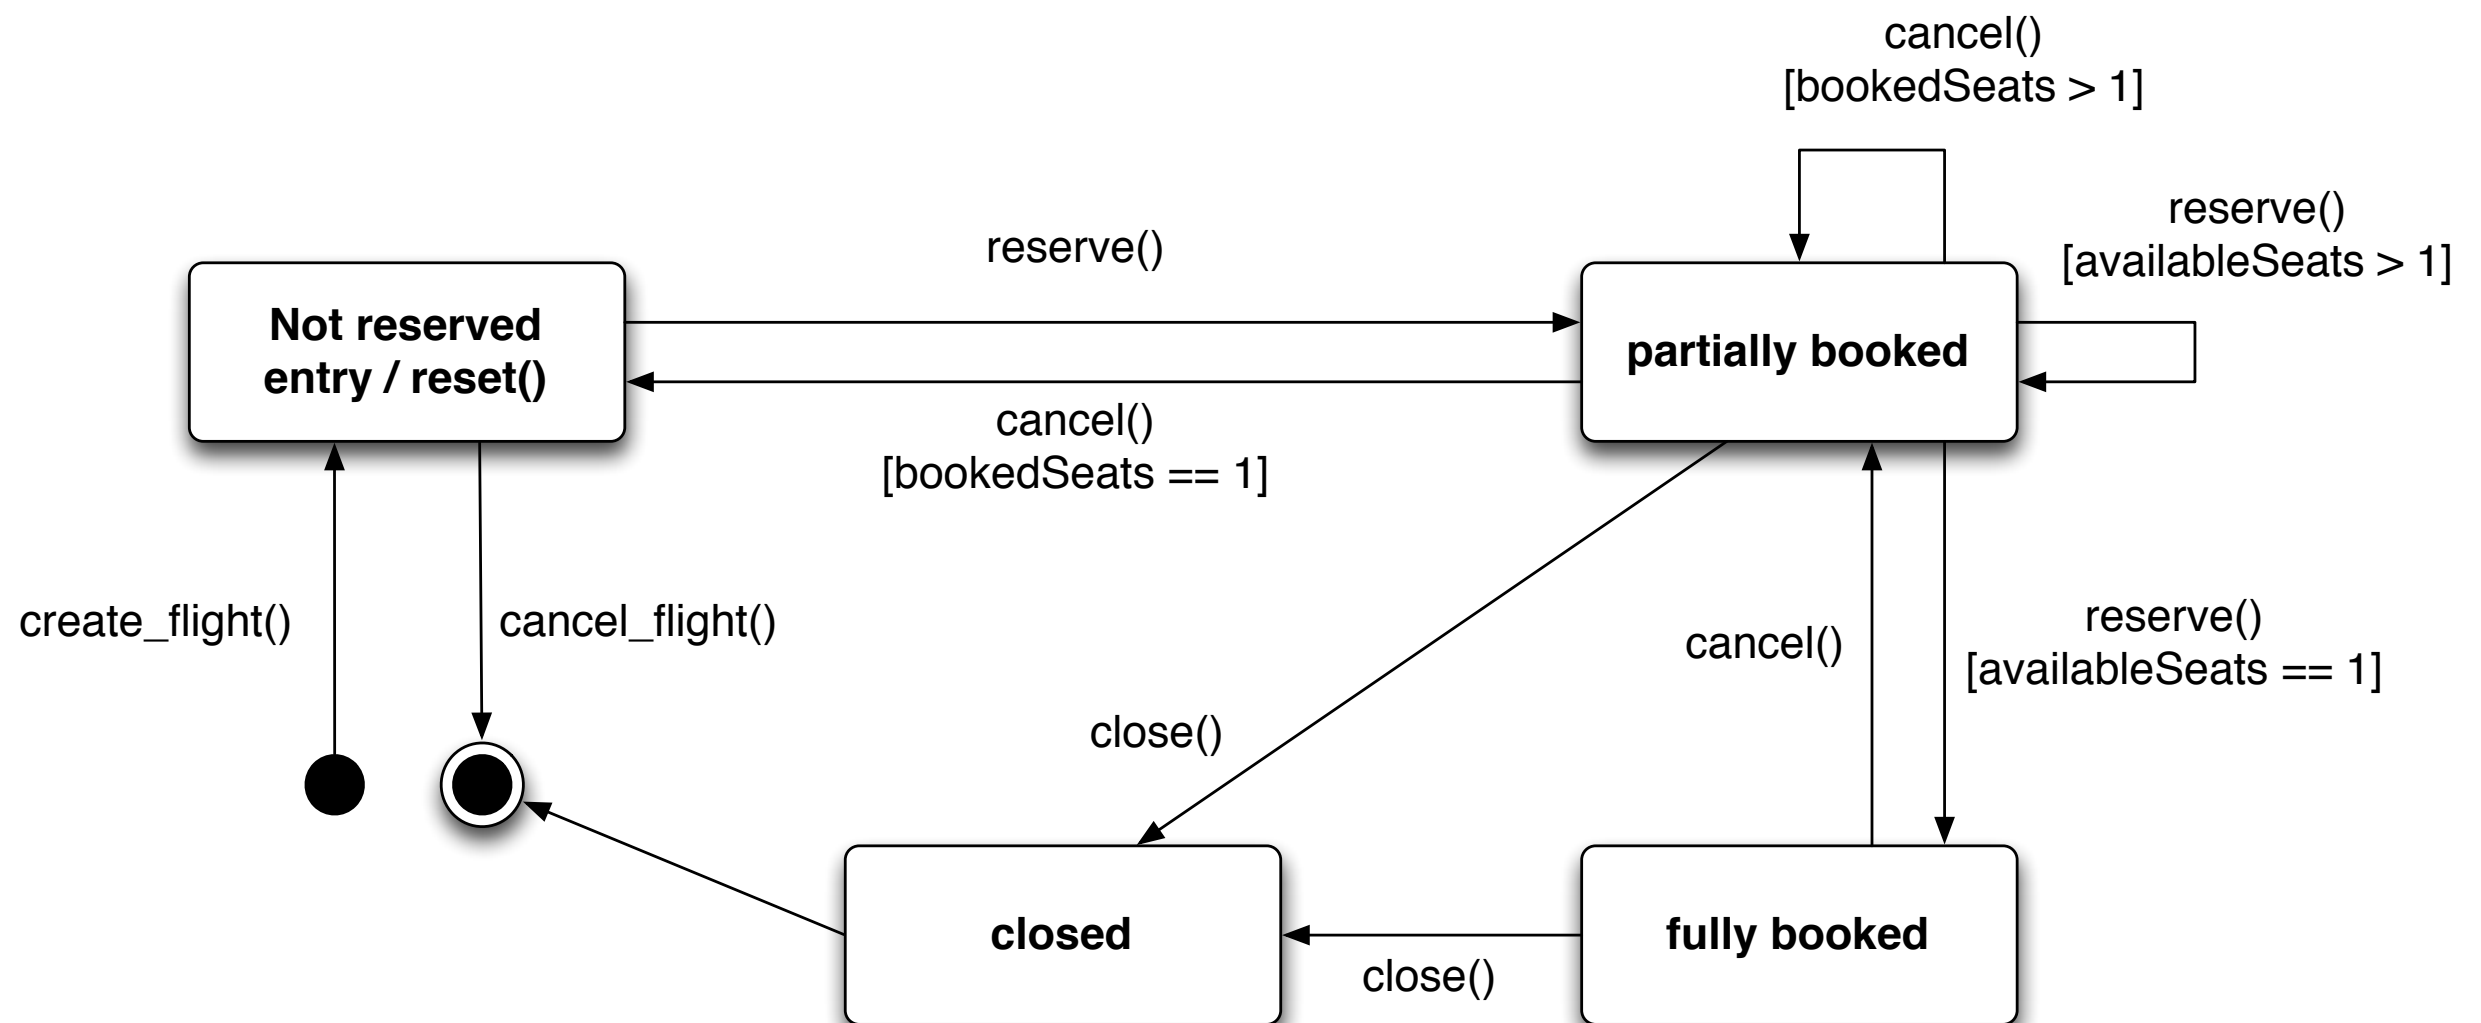 cancel()
[bookedSeats > 1]
reserve()
[availableSeats > 1]
reserve()
Not reserved
entry / reset()
partially booked
cancel()
[bookedSeats == 1]
create_flight()
cancel_flight()
cancel()
reserve()
[availableSeats == 1]
close()
closed
fully booked
close()